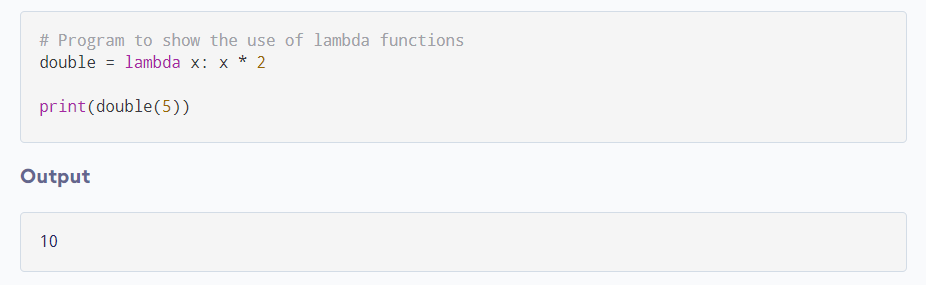 # Program to show the use of lambda functions
double = lambda x: x * 2
print(double(5))
Output
10